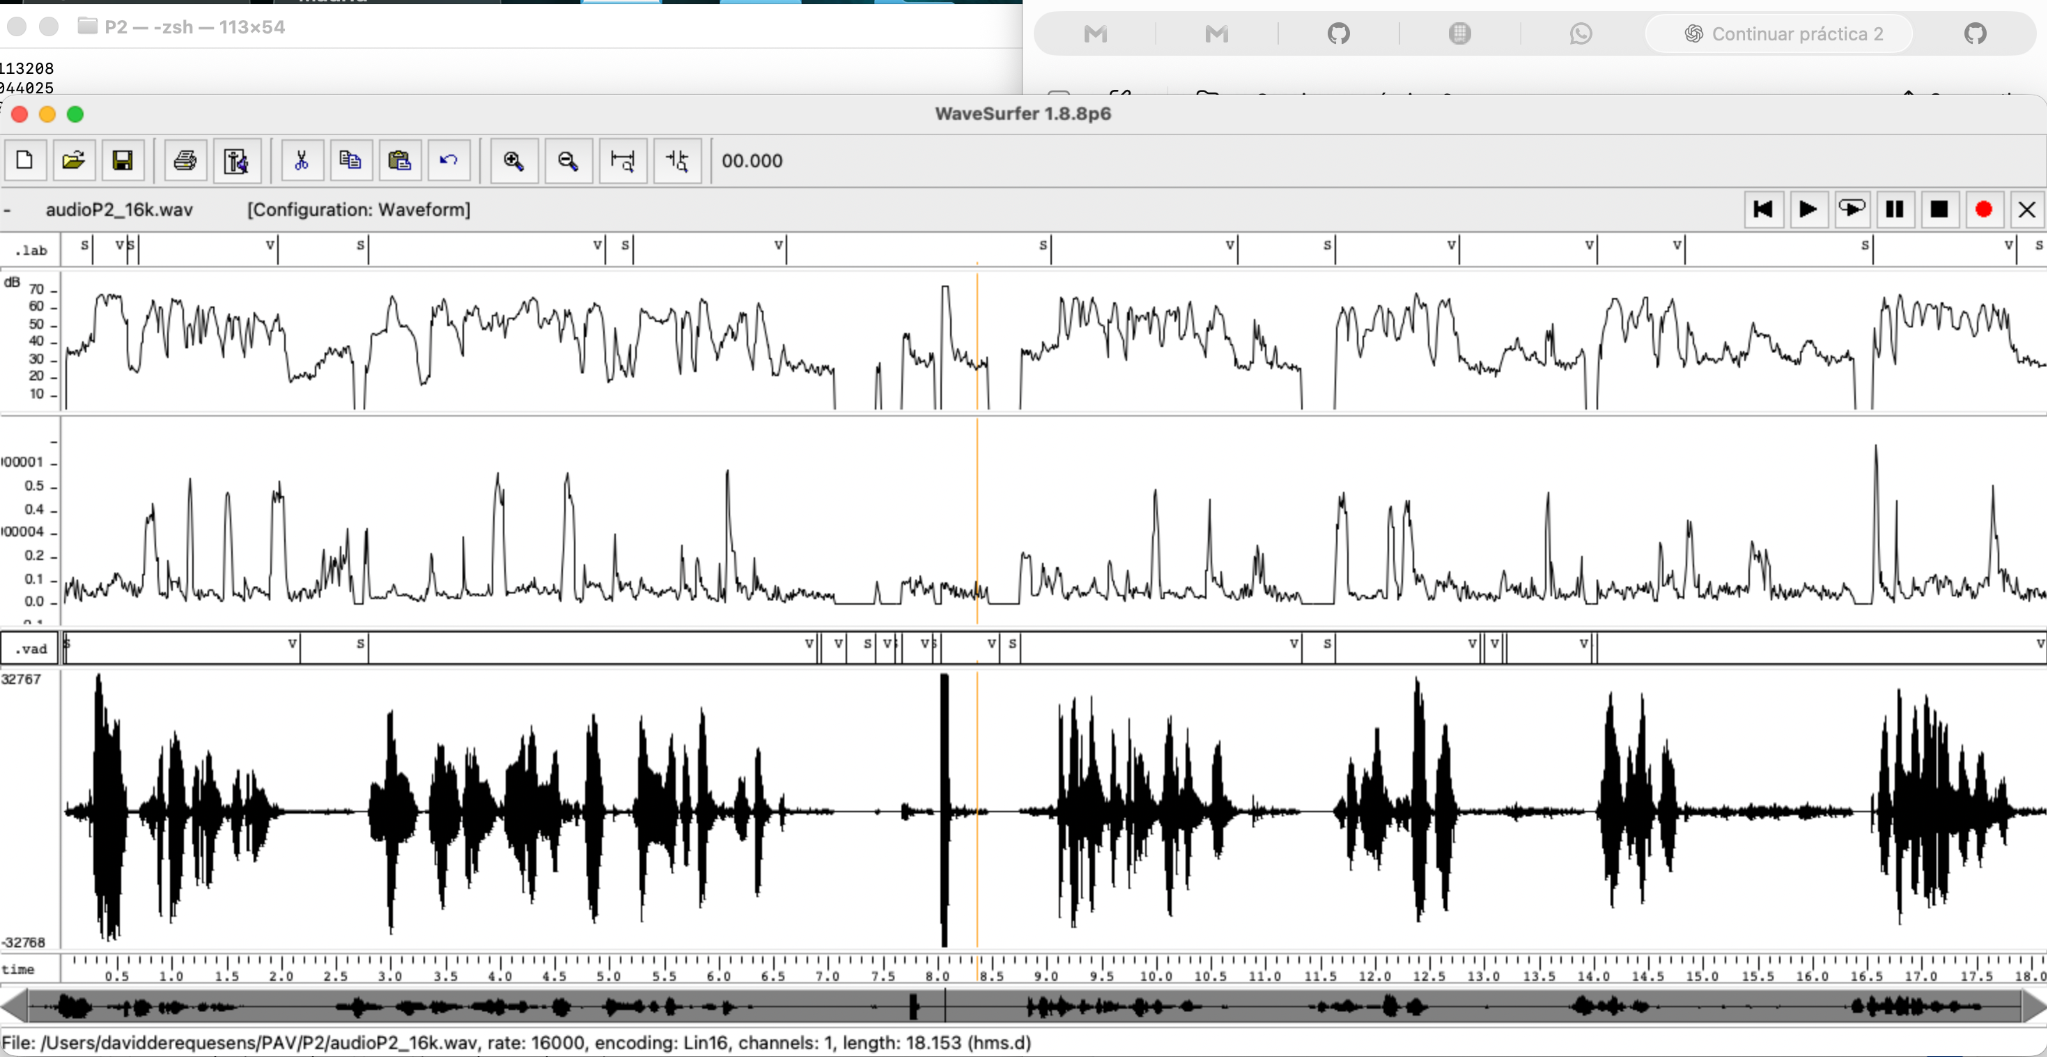 P2 — -zsh — 113×54
Continuar práctica 2
113208
044025
WaveSurfer 1.8.8p6
00.000
- audioP2_16k.wav [Configuration: Waveform]
.lab s v s v s v s v s v s v v v s v s
dB
70
60
50
40
30
20
10
00001
0.5
0.4
000004
0.2
0.1
0.0
.vad s v s v v s v v s v s v s v v v v
32767
-32768
time 0.5 1.0 1.5 2.0 2.5 3.0 3.5 4.0 4.5 5.0 5.5 6.0 6.5 7.0 7.5 8.0 8.5 9.0 9.5 10.0 10.5 11.0 11.5 12.0 12.5 13.0 13.5 14.0 14.5 15.0 15.5 16.0 16.5 17.0 17.5 18.0
File: /Users/davidderequesens/PAV/P2/audioP2_16k.wav, rate: 16000, encoding: Lin16, channels: 1, length: 18.153 (hms.d)